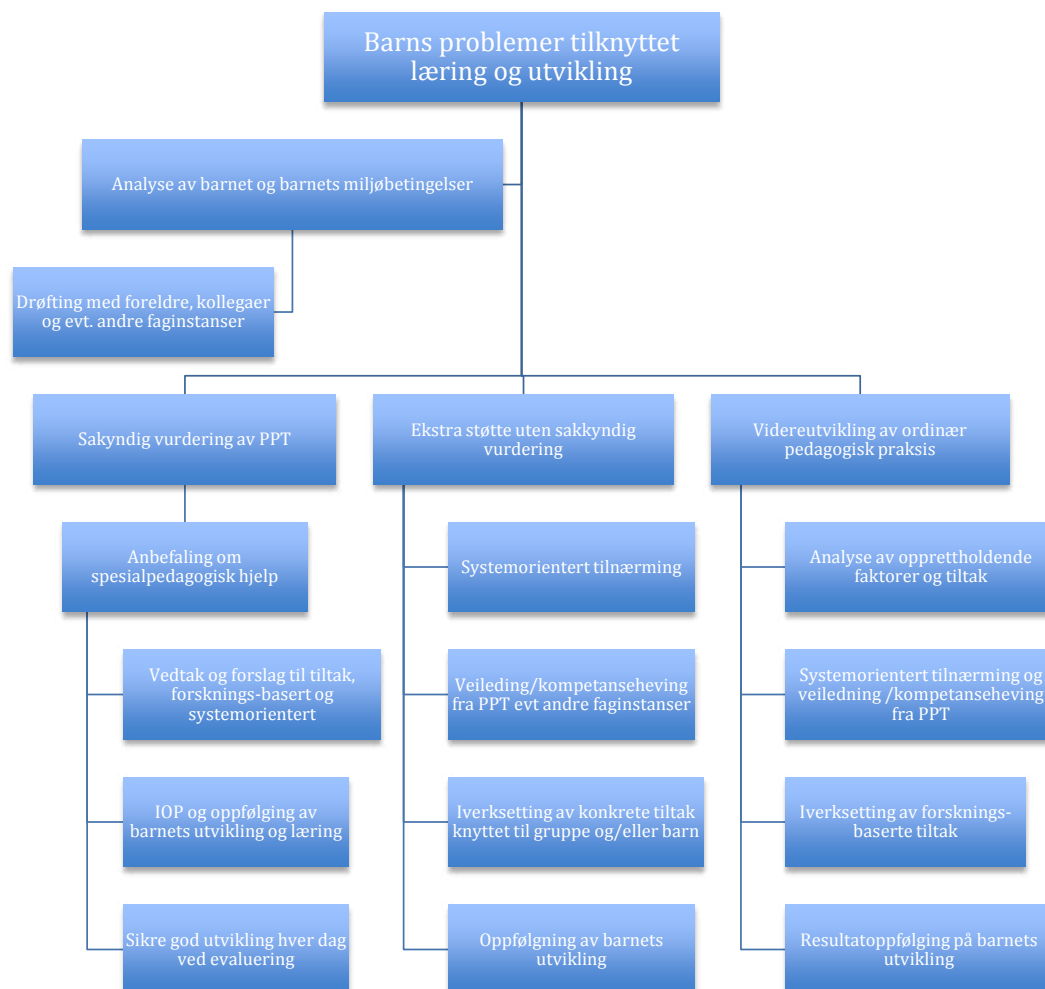 Barns problemer tilknyttet
læring og utvikling
Analyse av barnet og barnets miljøbetingelser
Drøfting med foreldre, kollegaer
og evt. andre faginstanser
Sakyndig vurdering av PPT
Anbefaling om
spesialpedagogisk hjelp
Vedtak og forslag til tiltak,
forsknings-basert og
systemorientert
IOP og oppfølging av
barnets utvikling og læring
Sikre god utvikling hver dag
ved evaluering
Ekstra støtte uten sakkyndig
vurdering
Systemorientert tilnærming
Veileding/kompetanseheving
fra PPT evt andre faginstanser
Iverksetting av konkrete tiltak
knyttet til gruppe og/eller barn
Oppfølgning av barnets
utvikling
Videreutvikling av ordinær
pedagogisk praksis
Analyse av opprettholdende
faktorer og tiltak
Systemorientert tilnærming og
veiledning /kompetanseheving
fra PPT
Iverksetting av forsknings-
baserte tiltak
Resultatoppfølging på barnets
utvikling